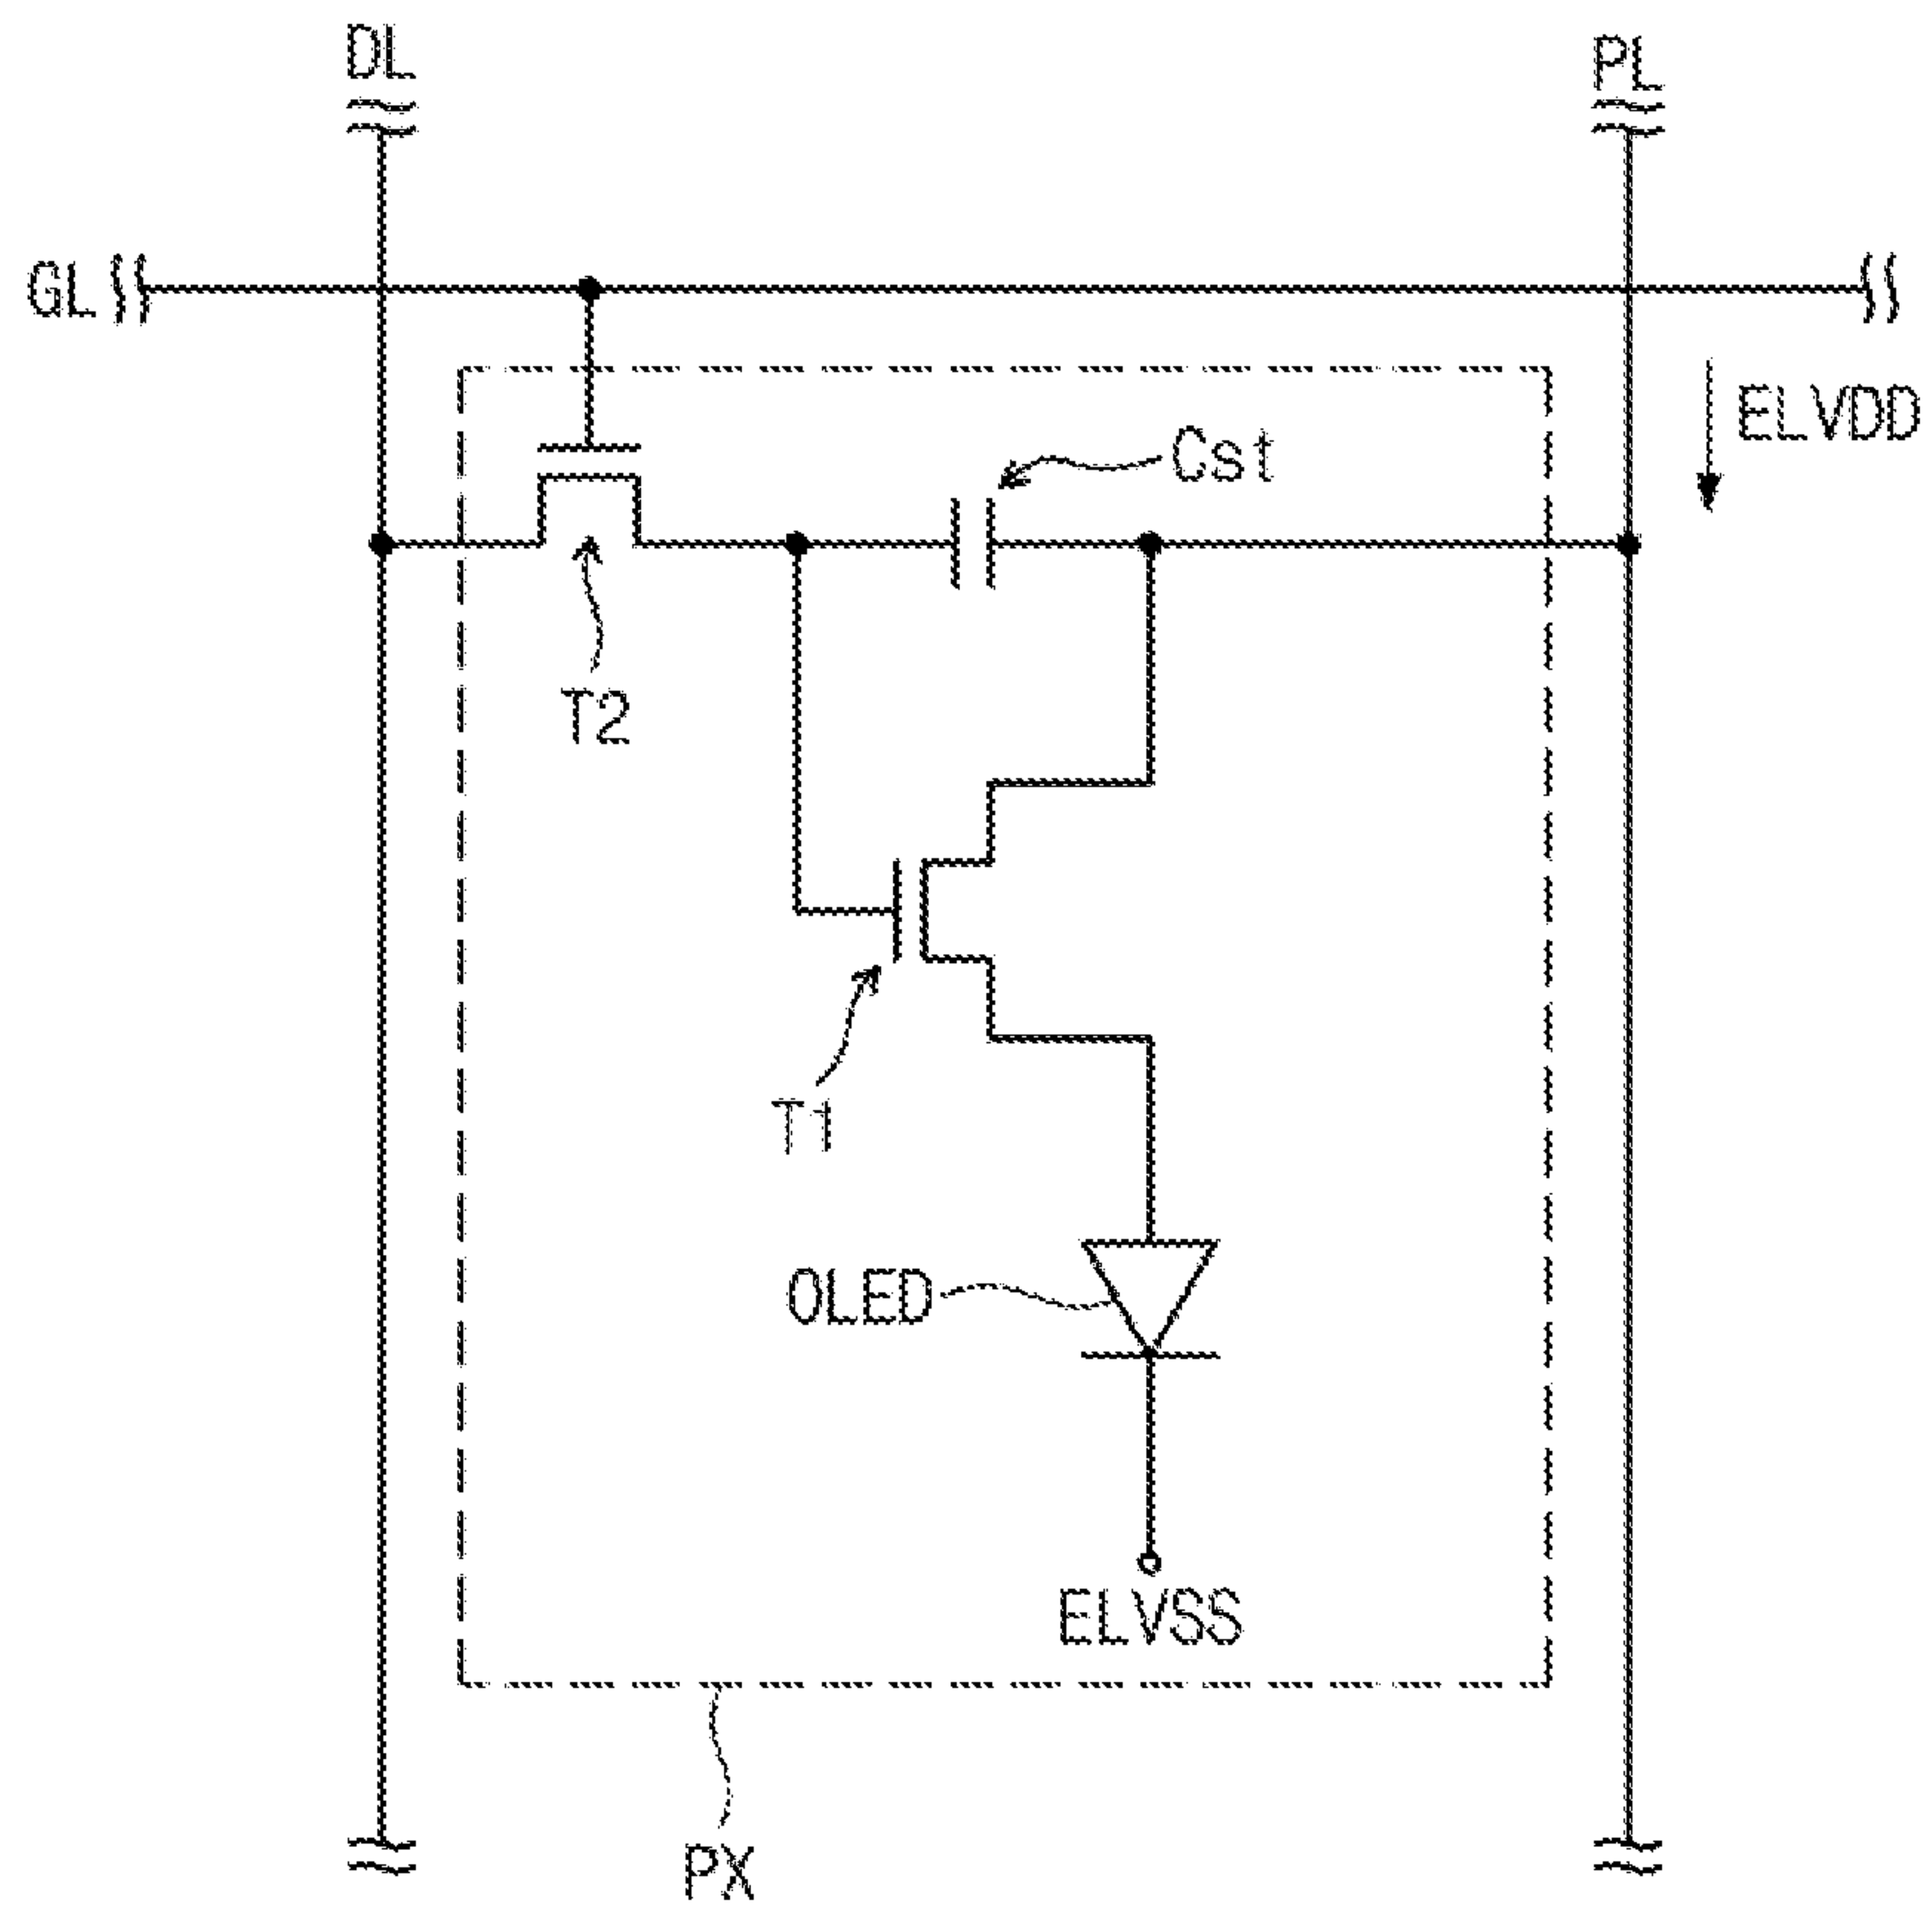 DL
PL
GL
ELVDD
Cst
T2
T1
OLED
ELVSS
PX